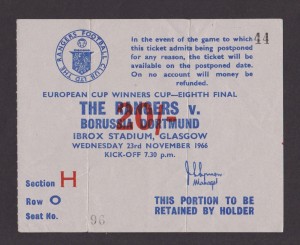 RANGERS FOOTBALL CLUB LTD
44
In the event of the game to which
this ticket admits being postponed
for any reason, the ticket will
be available on the postponed date.
On no account will money be
refunded.
EUROPEAN CUP WINNERS CUP—EIGHTH FINAL
THE RANGERS v.
BORUSSIA DORTMUND
20/-
IBROX STADIUM, GLASGOW
WEDNESDAY 23rd NOVEMBER 1966
KICK-OFF 7.30 p.m.
Section H
Manager
Row O
Seat No. 96
THIS PORTION TO BE
RETAINED BY HOLDER